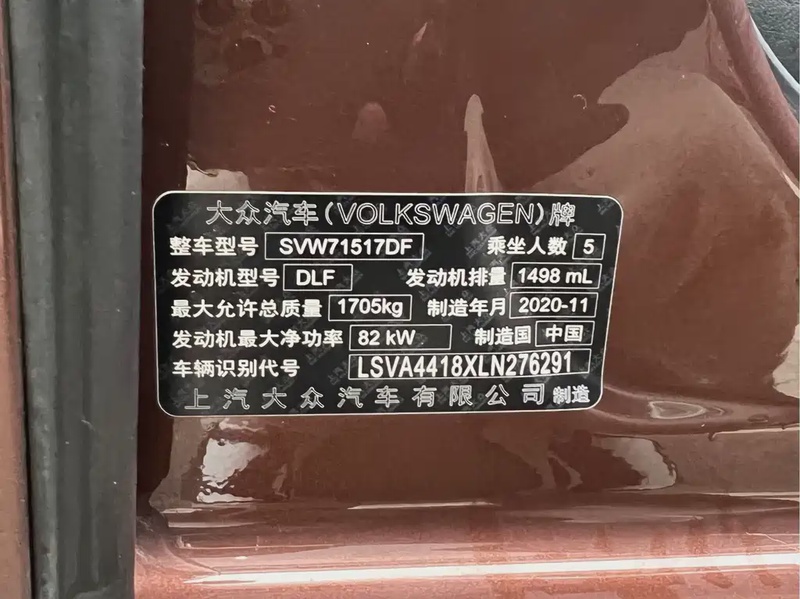 大众汽车(VOLKSWAGEN)牌
整车型号 SVW71517DF 乘坐人数 5
发动机型号 DLF 发动机排量 1498 mL
最大允许总质量 1705kg 制造年月 2020-11
发动机最大净功率 82 kW 制造国 中国
车辆识别代号 LSVA4418XLN276291
上汽大众汽车有限公司 制造